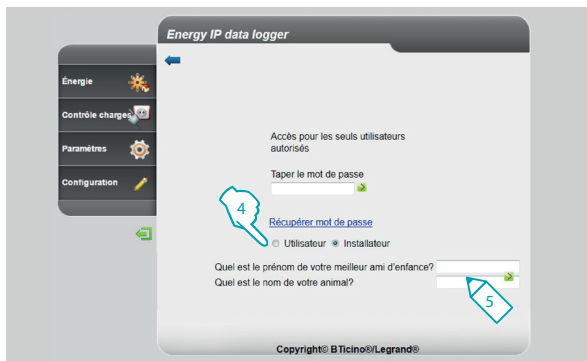 Energy IP data logger
Énergie
Contrôle charges
Paramètres
Configuration
Accès pour les seuls utilisateurs
autorisés
Taper le mot de passe
4
Récupérer mot de passe
Utilisateur Installateur
Quel est le prénom de votre meilleur ami d'enfance?
Quel est le nom de votre animal?
5
Copyright© BTicino®/Legrand®